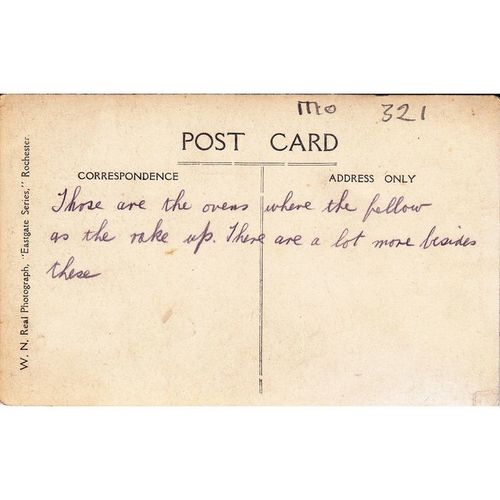 mo 321
POST CARD
CORRESPONDENCE
ADDRESS ONLY
Those are the ovens where the fellow
as the rake up. There are a lot more besides
these
W. N. Real Photograph. "Eastgate Series," Rochester.